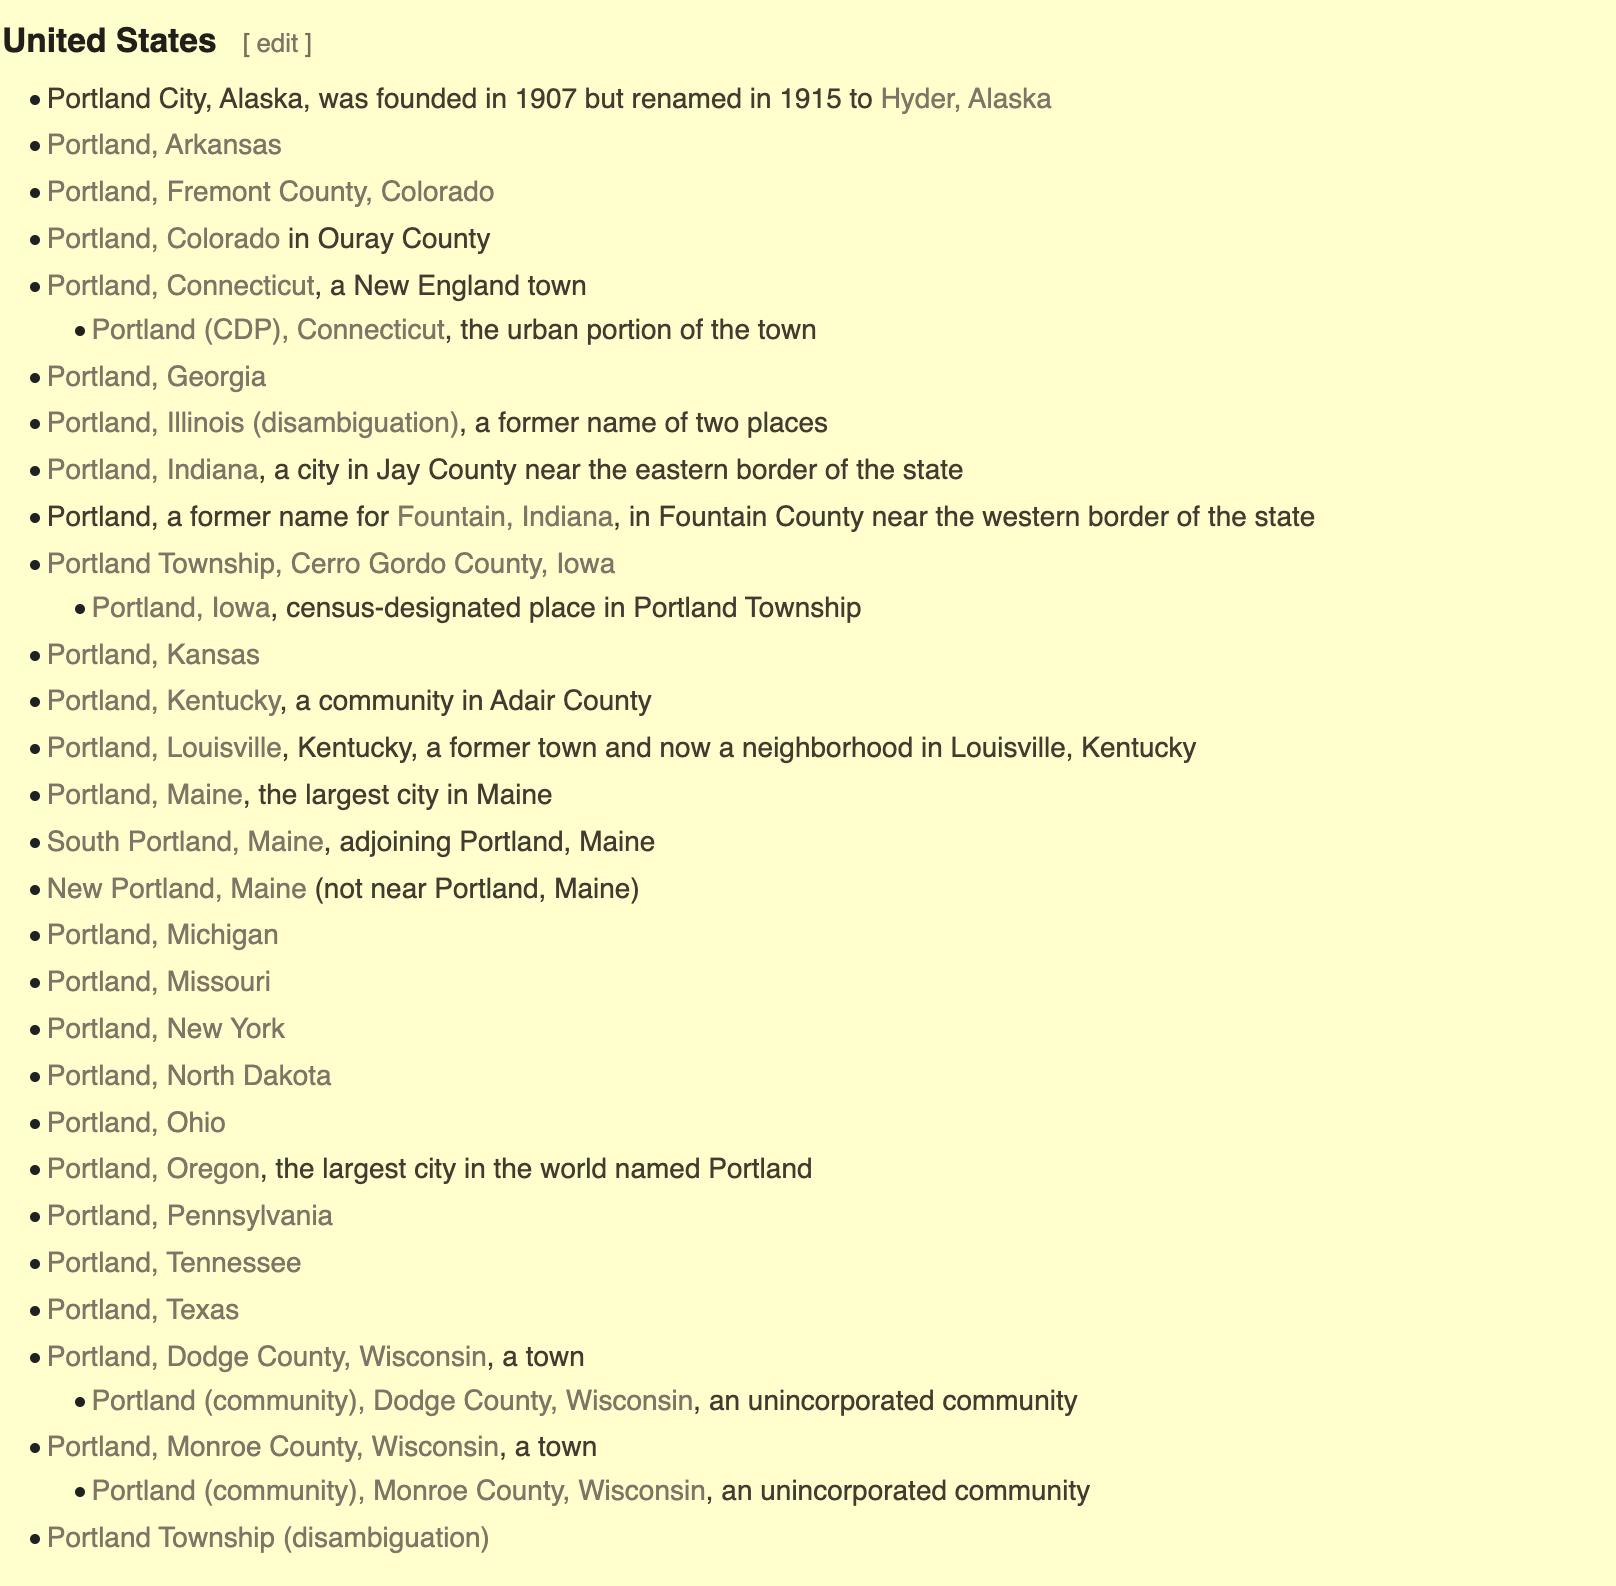 United States [ edit ]
• Portland City, Alaska, was founded in 1907 but renamed in 1915 to Hyder, Alaska
• Portland, Arkansas
• Portland, Fremont County, Colorado
• Portland, Colorado in Ouray County
• Portland, Connecticut, a New England town
• Portland (CDP), Connecticut, the urban portion of the town
• Portland, Georgia
• Portland, Illinois (disambiguation), a former name of two places
• Portland, Indiana, a city in Jay County near the eastern border of the state
• Portland, a former name for Fountain, Indiana, in Fountain County near the western border of the state
• Portland Township, Cerro Gordo County, Iowa
• Portland, Iowa, census-designated place in Portland Township
• Portland, Kansas
• Portland, Kentucky, a community in Adair County
• Portland, Louisville, Kentucky, a former town and now a neighborhood in Louisville, Kentucky
• Portland, Maine, the largest city in Maine
• South Portland, Maine, adjoining Portland, Maine
• New Portland, Maine (not near Portland, Maine)
• Portland, Michigan
• Portland, Missouri
• Portland, New York
• Portland, North Dakota
• Portland, Ohio
• Portland, Oregon, the largest city in the world named Portland
• Portland, Pennsylvania
• Portland, Tennessee
• Portland, Texas
• Portland, Dodge County, Wisconsin, a town
• Portland (community), Dodge County, Wisconsin, an unincorporated community
• Portland, Monroe County, Wisconsin, a town
• Portland (community), Monroe County, Wisconsin, an unincorporated community
• Portland Township (disambiguation)